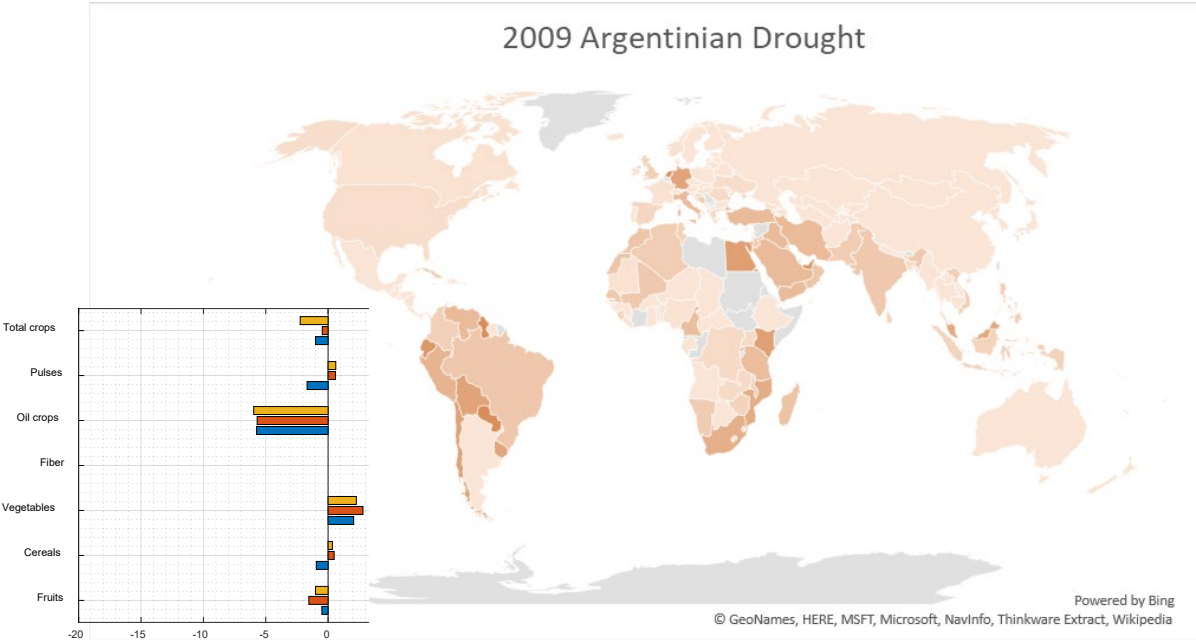 2009 Argentinian Drought
Total crops
Pulses
Oil crops
Fiber
Vegetables
Cereals
Fruits
-20 -15 -10 -5 0
Powered by Bing
© GeoNames, HERE, MSFT, Microsoft, NavInfo, Thinkware Extract, Wikipedia